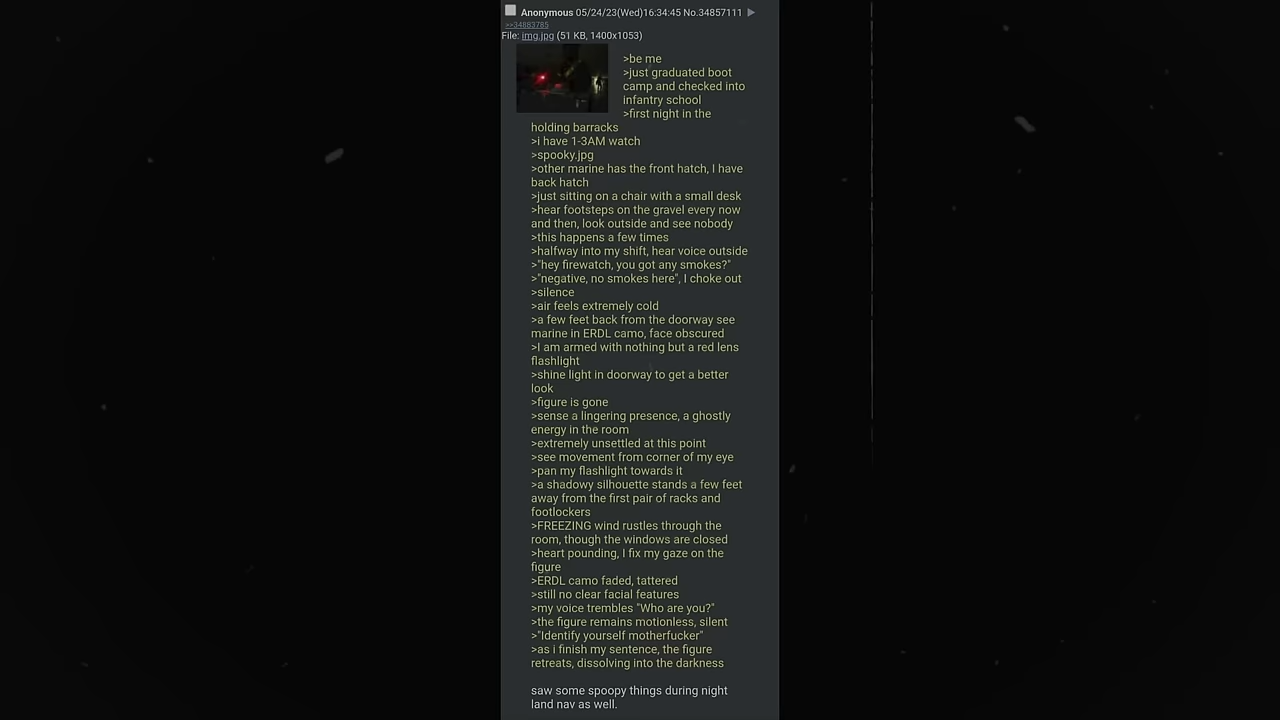 Anonymous 05/24/23(Wed)16:34:45 No.34857111 ▶
>>34883785
File: img.jpg (51 KB, 1400x1053)
>be me
>just graduated boot
camp and checked into
infantry school
>first night in the
holding barracks
>i have 1-3AM watch
>spooky.jpg
>other marine has the front hatch, I have
back hatch
>just sitting on a chair with a small desk
>hear footsteps on the gravel every now
and then, look outside and see nobody
>this happens a few times
>halfway into my shift, hear voice outside
>"hey firewatch, you got any smokes?"
>"negative, no smokes here", I choke out
>silence
>air feels extremely cold
>a few feet back from the doorway see
marine in ERDL camo, face obscured
>I am armed with nothing but a red lens
flashlight
>shine light in doorway to get a better
look
>figure is gone
>sense a lingering presence, a ghostly
energy in the room
>extremely unsettled at this point
>see movement from corner of my eye
>pan my flashlight towards it
>a shadowy silhouette stands a few feet
away from the first pair of racks and
footlockers
>FREEZING wind rustles through the
room, though the windows are closed
>heart pounding, I fix my gaze on the
figure
>ERDL camo faded, tattered
>still no clear facial features
>my voice trembles "Who are you?"
>the figure remains motionless, silent
>"Identify yourself motherfucker"
>as i finish my sentence, the figure
retreats, dissolving into the darkness
saw some spoopy things during night
land nav as well.